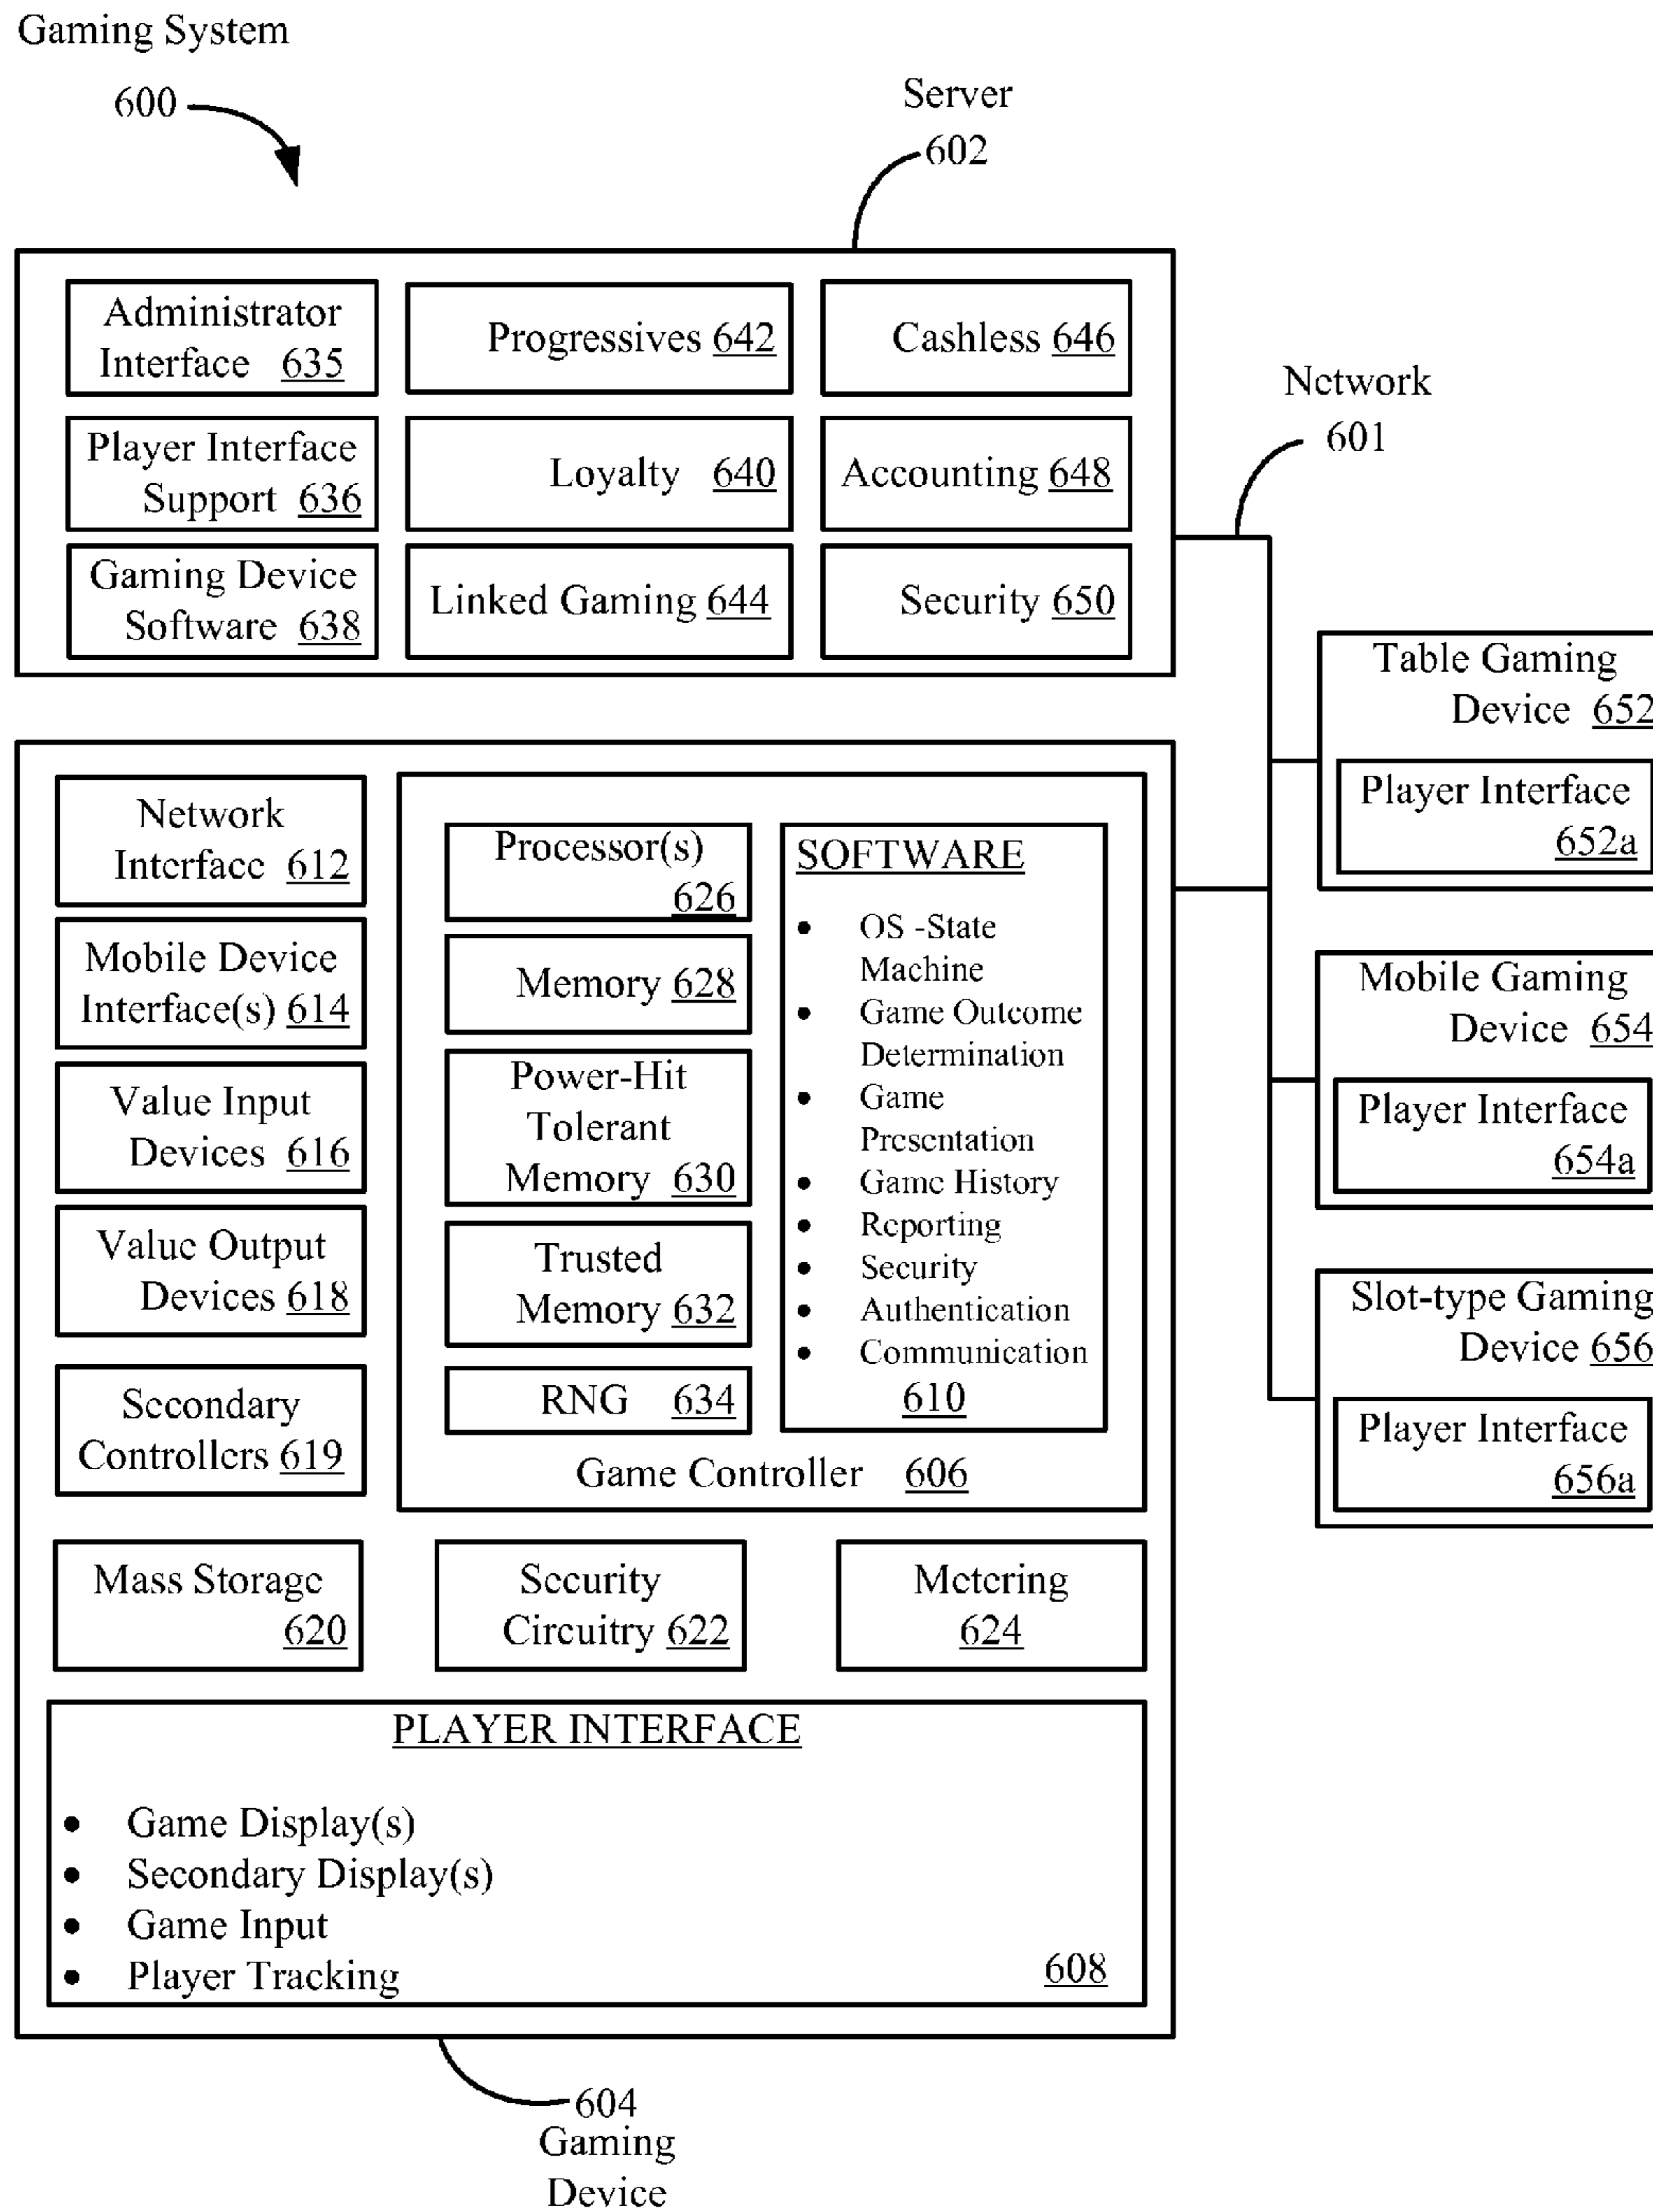 Gaming System
600
Server
602
Administrator
Interface 635
Progressives 642
Cashless 646
Player Interface
Support 636
Loyalty 640
Accounting 648
Gaming Device
Software 638
Linked Gaming 644
Security 650
Network
601
Table Gaming
Device 652
Player Interface
652a
Mobile Gaming
Device 654
Player Interface
654a
Slot-type Gaming
Device 656
Player Interface
656a
Network
Interface 612
Mobile Device
Interface(s) 614
Value Input
Devices 616
Value Output
Devices 618
Secondary
Controllers 619
Processor(s)
626
Memory 628
Power-Hit
Tolerant
Memory 630
Trusted
Memory 632
RNG 634
SOFTWARE
• OS -State
Machine
• Game Outcome
Determination
• Game
Presentation
• Game History
• Reporting
• Security
• Authentication
• Communication
610
Game Controller 606
Mass Storage
620
Security
Circuitry 622
Metering
624
PLAYER INTERFACE
• Game Display(s)
• Secondary Display(s)
• Game Input
• Player Tracking
608
604
Gaming
Device